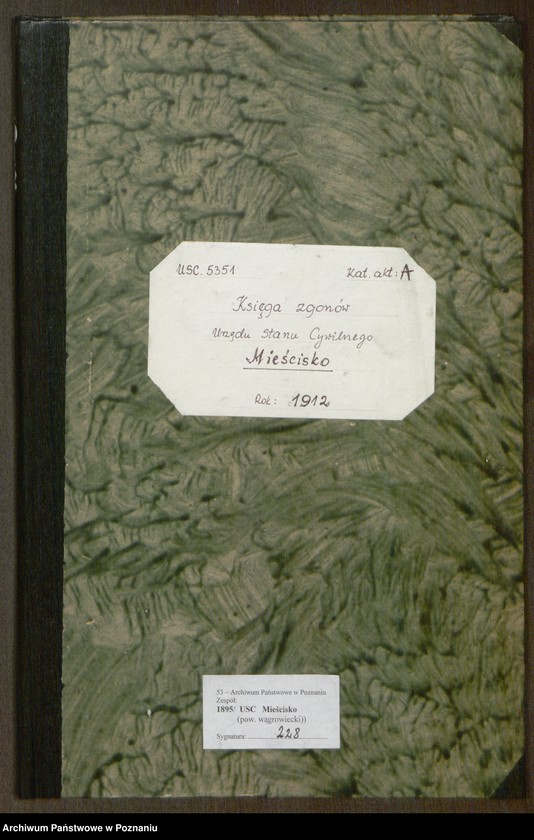 USC. 5351 Kat. akt: A
Księga zgonów
Urzędu Stanu Cywilnego
Mieścisko
Rok: 1912
53 – Archiwum Państwowe w Poznaniu
Zespół:
1895/ USC Mieścisko
(pow. wągrowiecki))
Sygnatura: 228
Archiwum Państwowe w Poznaniu